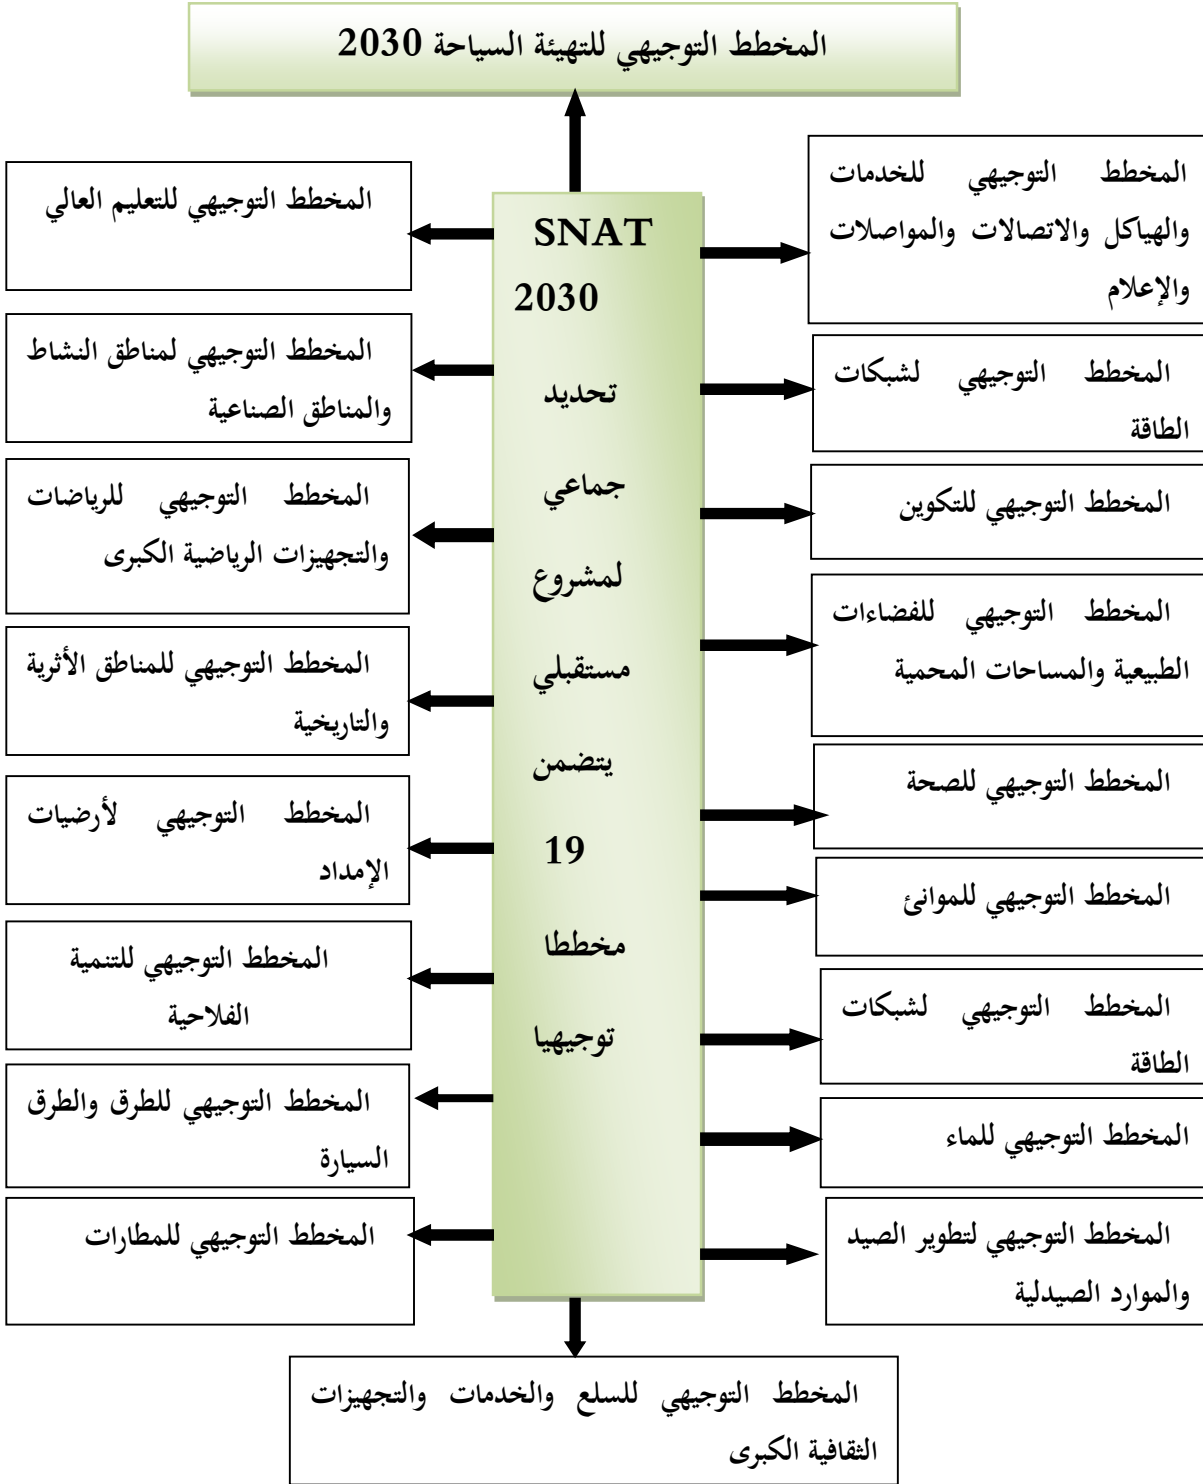 المخطط التوجيهي للتهيئة السياحة 2030
المخطط التوجيهي للخدمات
والهياكل والاتصالات والمواصلات
والإعلام
المخطط التوجيهي لشبكات
الطاقة
المخطط التوجيهي للتكوين
المخطط التوجيهي للفضاءات
الطبيعية والمساحات المحمية
المخطط التوجيهي للصحة
المخطط التوجيهي للموانئ
المخطط التوجيهي لشبكات
الطاقة
المخطط التوجيهي للماء
المخطط التوجيهي لتطوير الصيد
والموارد الصيدلية
SNAT
2030
تحديد
جماعي
لمشروع
مستقبلي
يتضمن
19
مخططا
توجيهيا
المخطط التوجيهي للتعليم العالي
المخطط التوجيهي لمناطق النشاط
والمناطق الصناعية
المخطط التوجيهي للرياضات
والتجهيزات الرياضية الكبرى
المخطط التوجيهي للمناطق الأثرية
والتاريخية
المخطط التوجيهي لأرضيات
الإمداد
المخطط التوجيهي للتنمية
الفلاحية
المخطط التوجيهي للطرق والطرق
السيارة
المخطط التوجيهي للمطارات
المخطط التوجيهي للسلع والخدمات والتجهيزات
الثقافية الكبرى